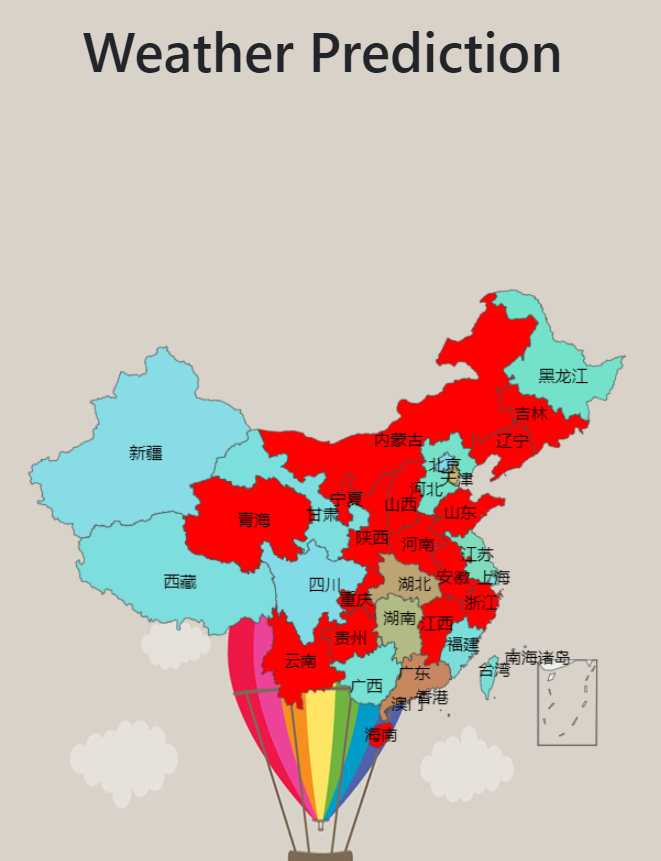 Weather Prediction
黑龙江
吉林
内蒙古
辽宁
新疆
北京
天津
河北
宁夏
山西
甘肃
山东
青海
陕西
河南
江苏
安徽
上海
西藏
四川
湖北
重庆
浙江
湖南
江西
贵州
福建
云南
南海诸岛
台湾
广东
广西
香港
澳门
海南